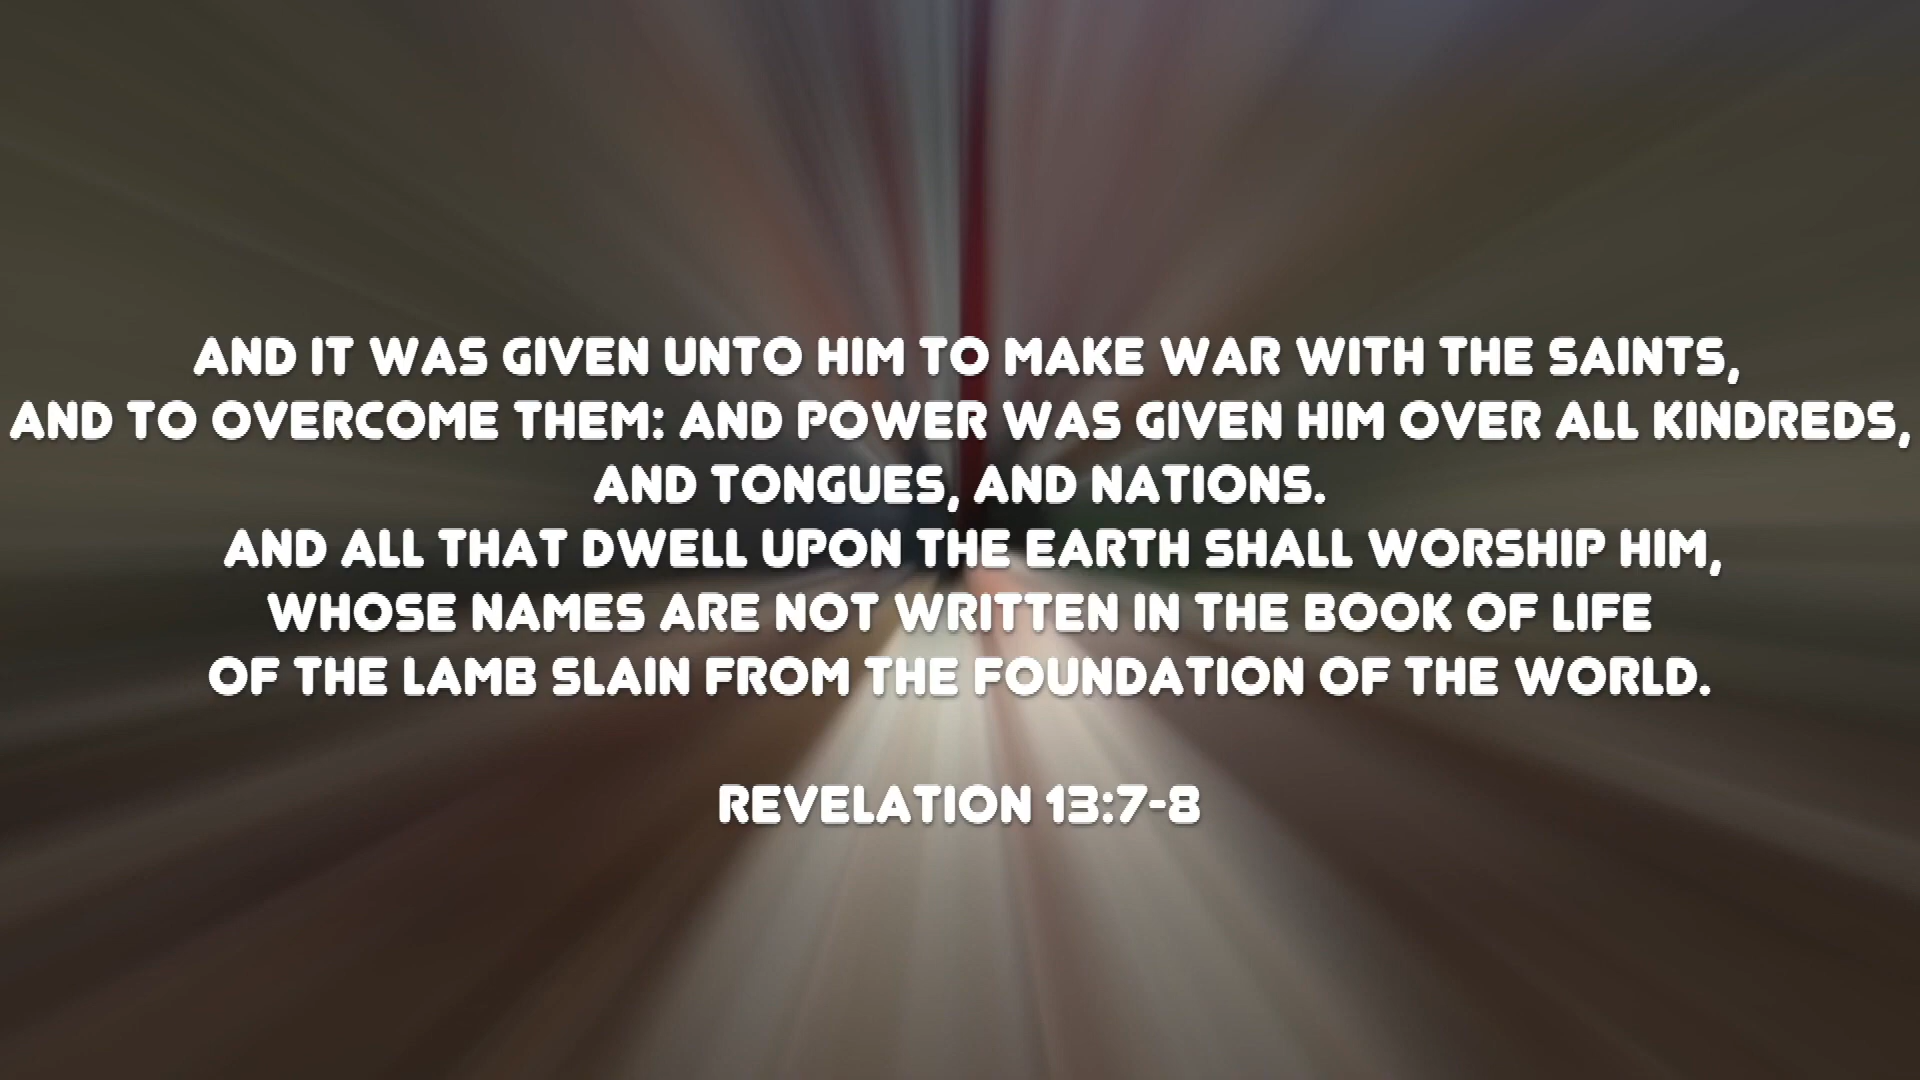 AND IT WAS GIVEN UNTO HIM TO MAKE WAR WITH THE SAINTS,
AND TO OVERCOME THEM: AND POWER WAS GIVEN HIM OVER ALL KINDREDS,
AND TONGUES, AND NATIONS.
AND ALL THAT DWELL UPON THE EARTH SHALL WORSHIP HIM,
WHOSE NAMES ARE NOT WRITTEN IN THE BOOK OF LIFE
OF THE LAMB SLAIN FROM THE FOUNDATION OF THE WORLD.
REVELATION 13:7-8